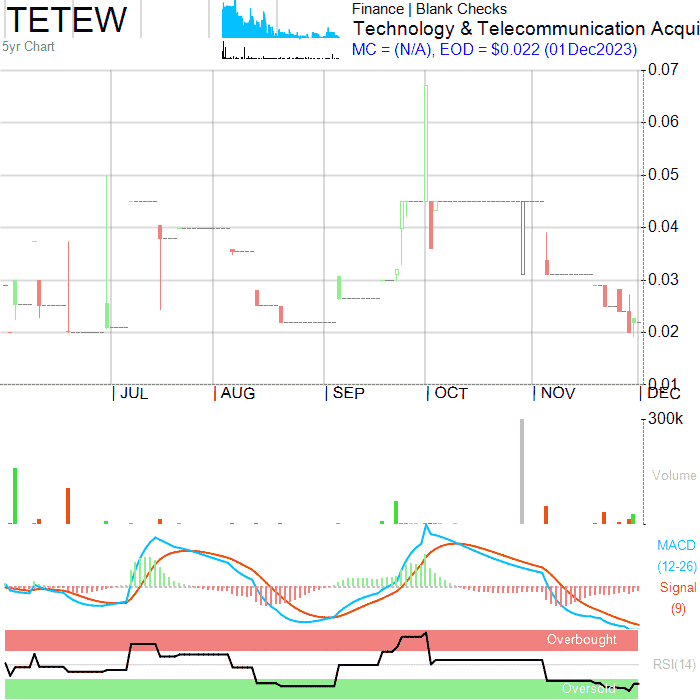 TETEW
5yr Chart
Finance | Blank Checks
Technology & Telecommunication Acqui
MC = (N/A), EOD = $0.022 (01Dec2023)
0.07
0.06
0.05
0.04
0.03
0.02
0.01
JUL
AUG
SEP
OCT
NOV
DEC
300k
Volume
MACD
(12-26)
Signal
(9)
Overbought
RSI(14)
Oversold